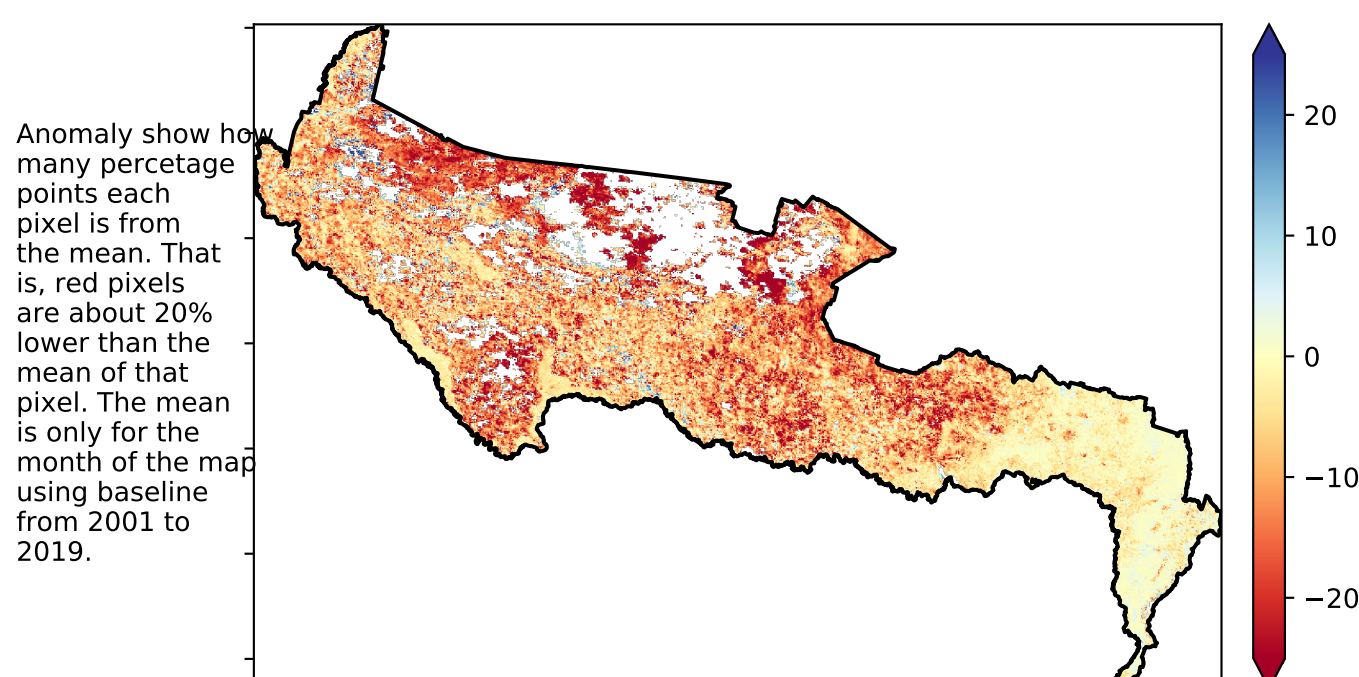 Anomaly show how
many percetage
points each
pixel is from
the mean. That
is, red pixels
are about 20%
lower than the
mean of that
pixel. The mean
is only for the
month of the map
using baseline
from 2001 to
2019.
20
10
0
−10
−20